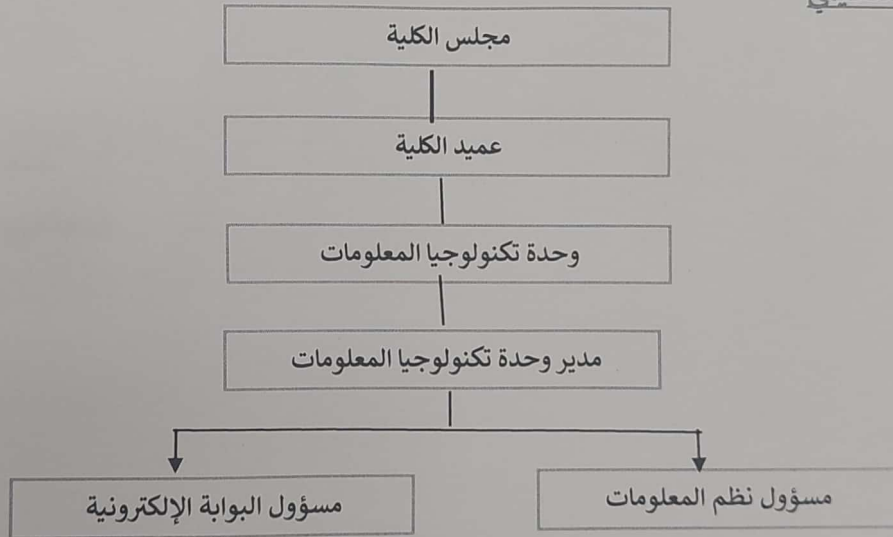 مجلس الكلية
عميد الكلية
وحدة تكنولوجيا المعلومات
مدير وحدة تكنولوجيا المعلومات
مسؤول نظم المعلومات
مسؤول البوابة الإلكترونية